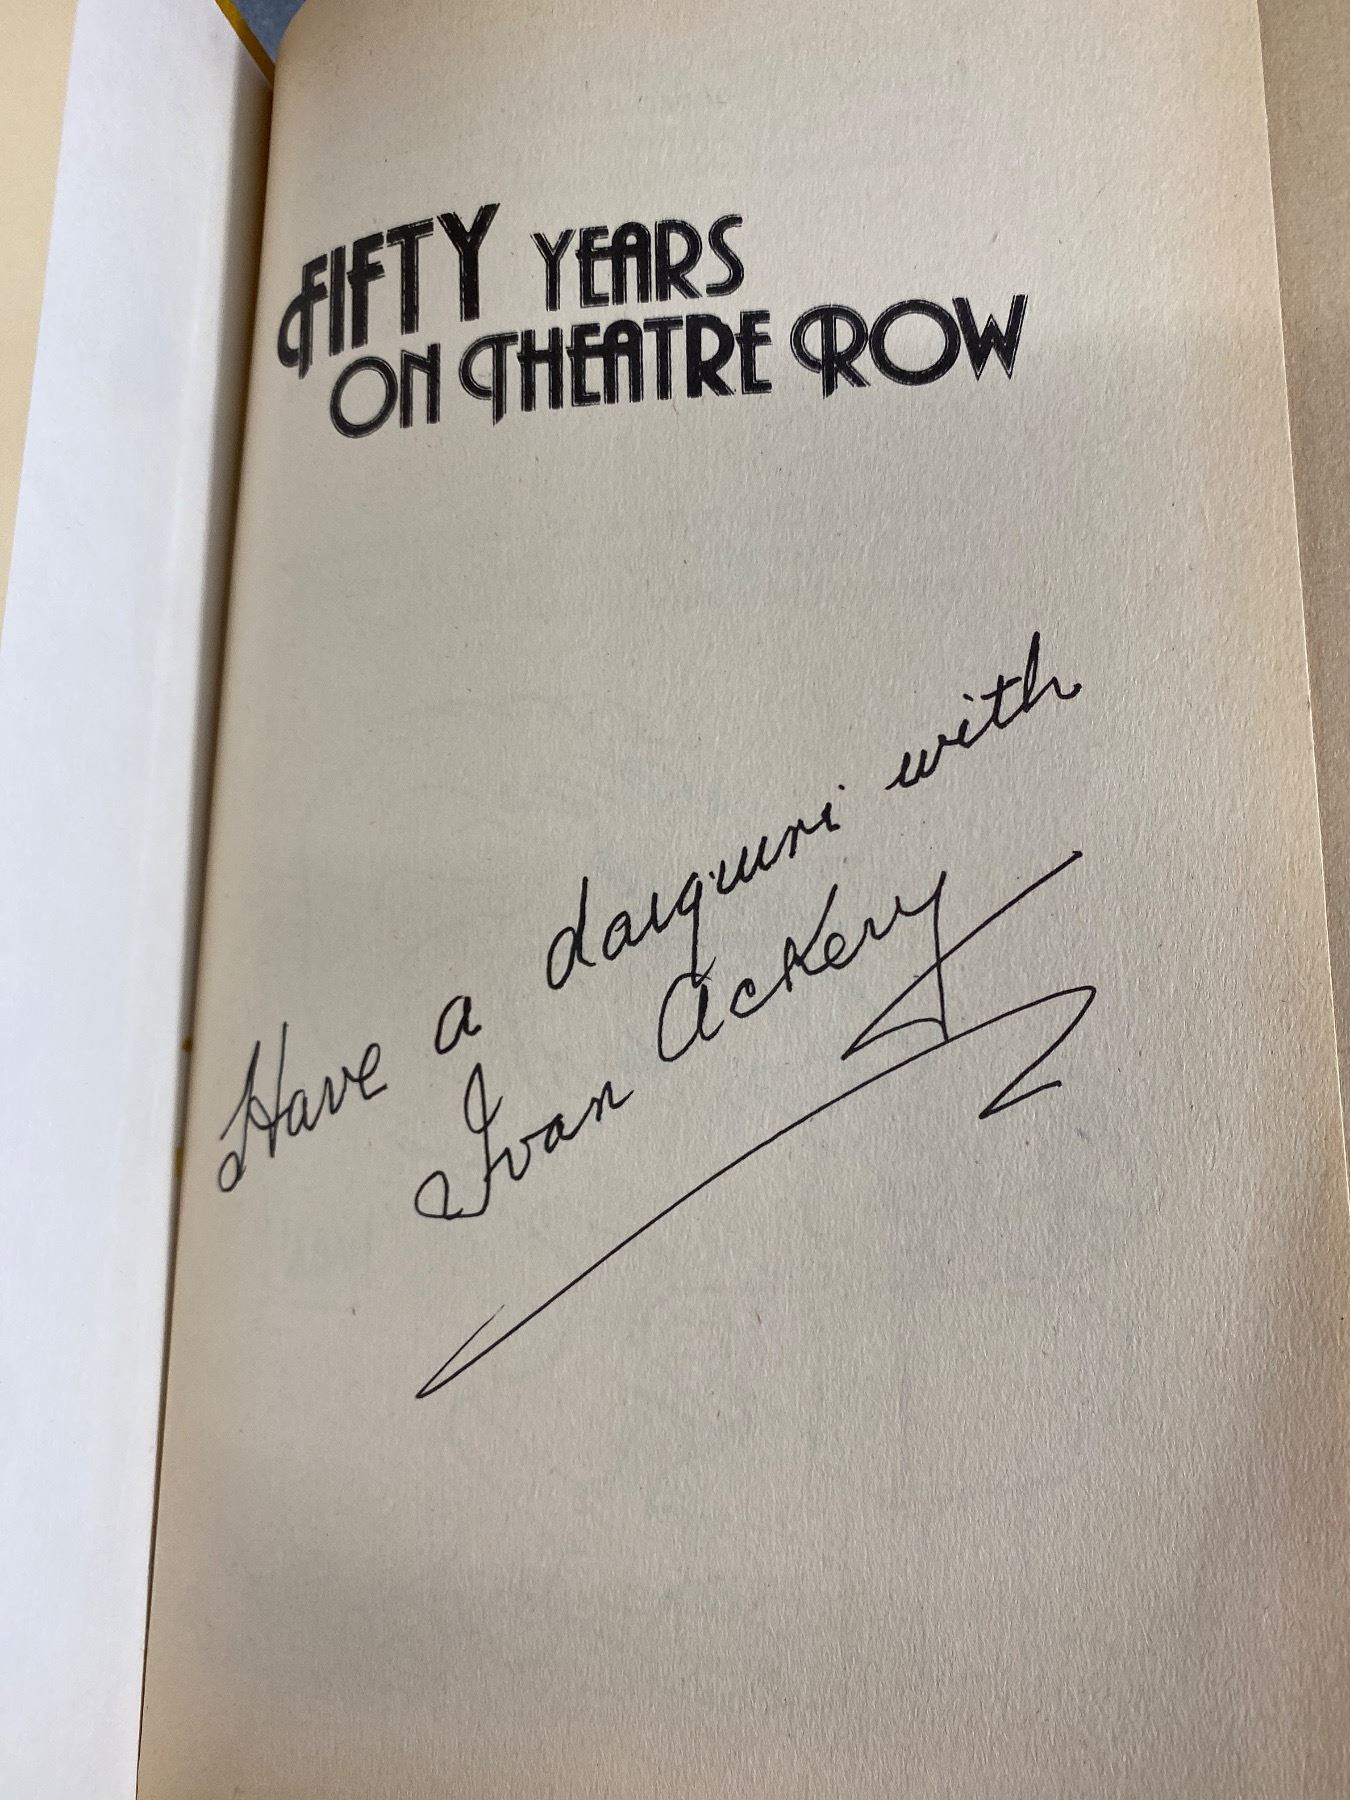 FIFTY YEARS
ON THEATRE ROW
Have a daiquiri with
Ivan Ackery